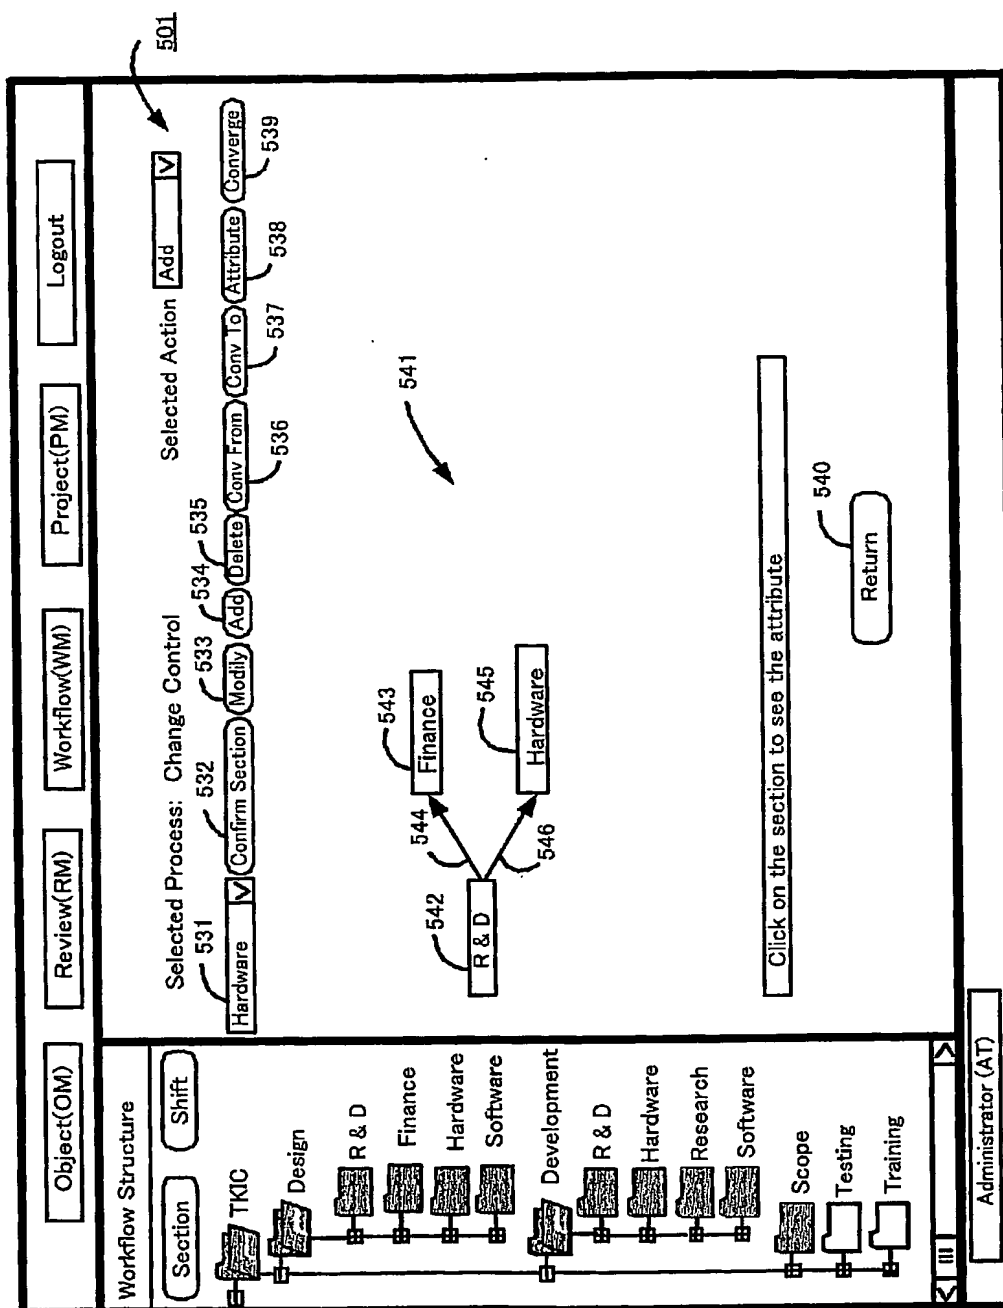 501
Object(OM) Review(RM) Workflow(WM) Project(PM) Logout
Workflow Structure
Section Shift
TKIC
Design
R & D
Finance
Hardware
Software
Development
R & D
Hardware
Research
Software
Scope
Testing
Training
Selected Process: Change Control Selected Action Add
531 532 533 534 535
Hardware Confirm Section Modily Add Delete Conv From Conv To Attribute Converge
536 537 538 539
541
542 544 543
R & D Finance
546 545
Hardware
Click on the section to see the attribute
540
Return
Administrator (AT)